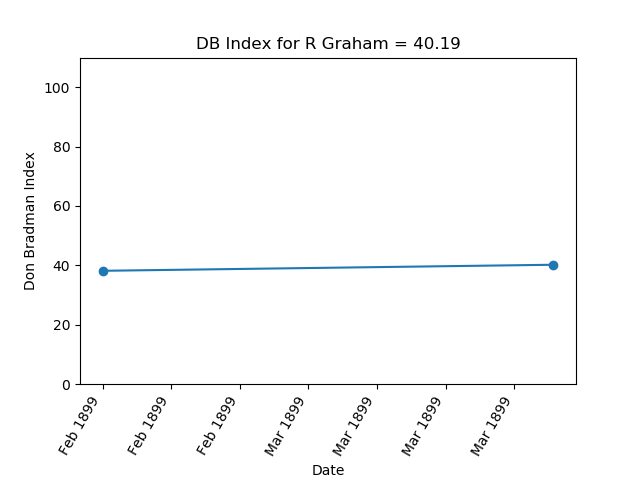 DB Index for R Graham = 40.19
100
80
60
40
20
0
Don Bradman Index
Feb 1899
Feb 1899
Feb 1899
Mar 1899
Mar 1899
Mar 1899
Mar 1899
Date